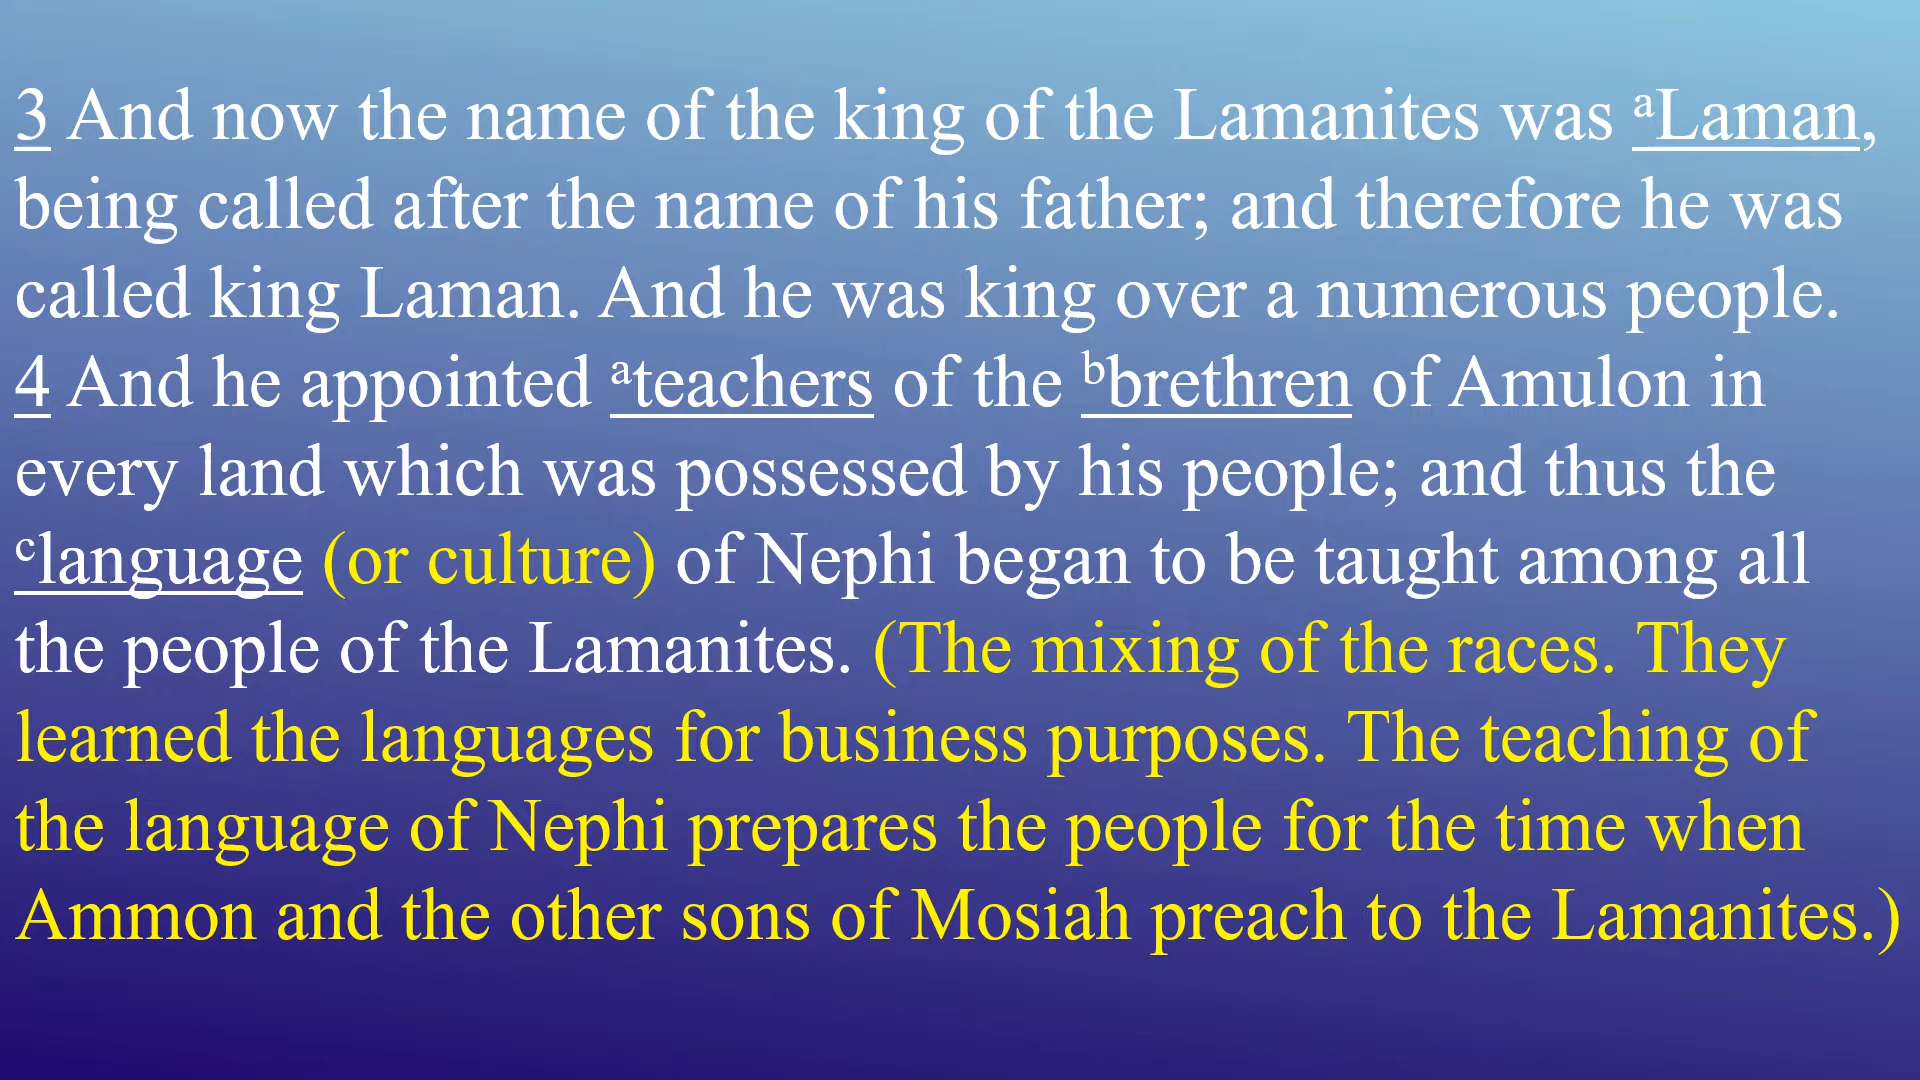 3 And now the name of the king of the Lamanites was aLaman,
being called after the name of his father; and therefore he was
called king Laman. And he was king over a numerous people.
4 And he appointed ateachers of the bbrethren of Amulon in
every land which was possessed by his people; and thus the
clanguage (or culture) of Nephi began to be taught among all
the people of the Lamanites. (The mixing of the races. They
learned the languages for business purposes. The teaching of
the language of Nephi prepares the people for the time when
Ammon and the other sons of Mosiah preach to the Lamanites.)